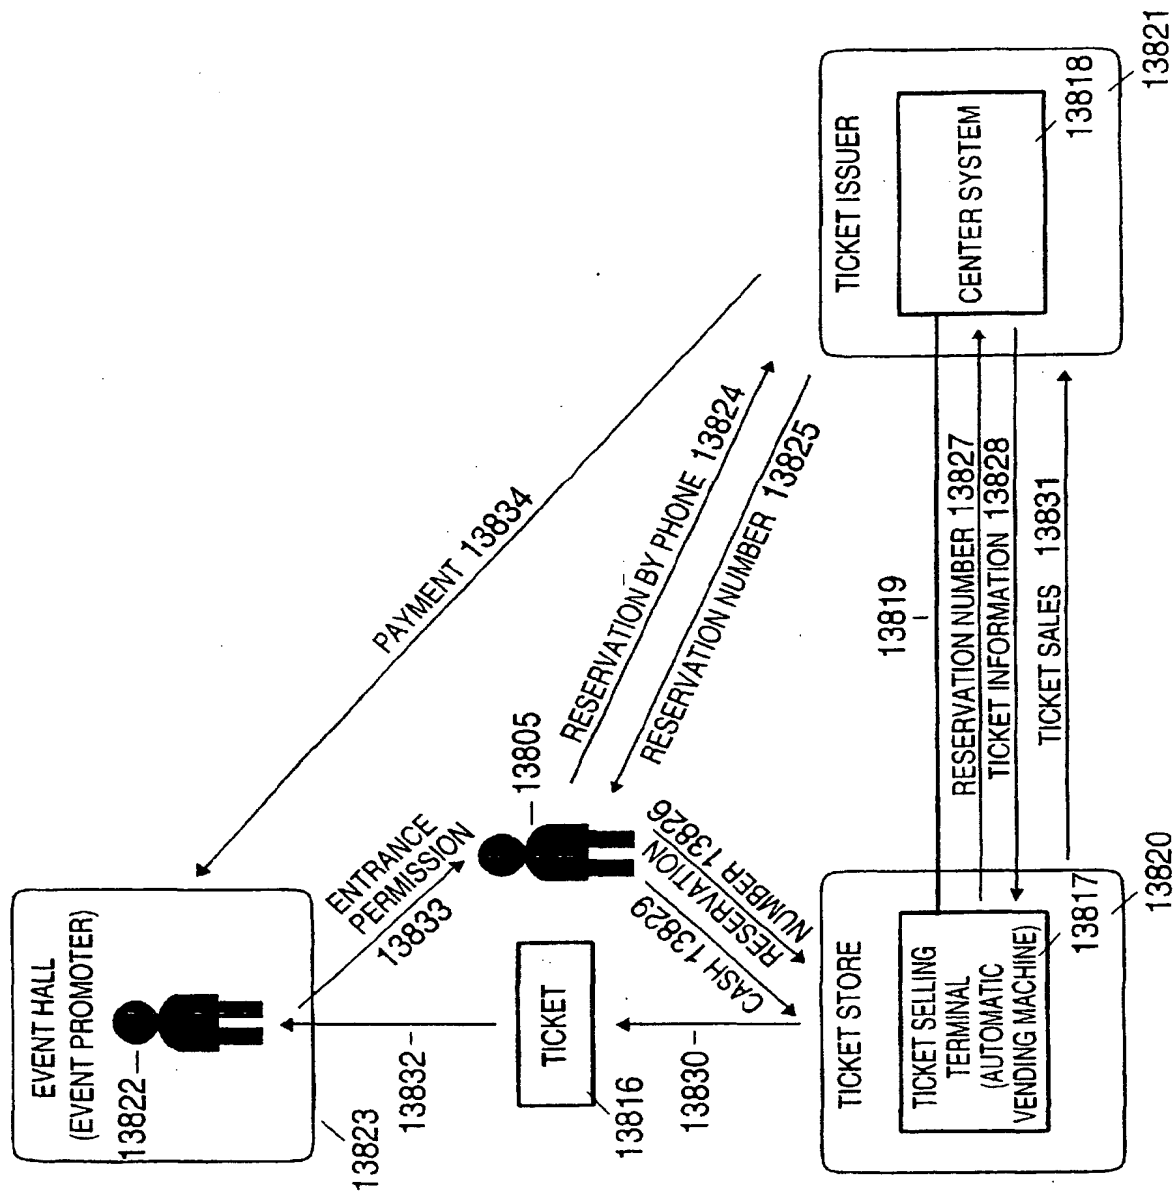 EVENT HALL
(EVENT PROMOTER)
13822
13823
ENTRANCE
PERMISSION
13833
13832
PAYMENT 13834
13805
TICKET
13816
13830
RESERVATION BY PHONE 13824
RESERVATION NUMBER 13825
RESERVATION
NUMBER 13826
CASH 13829
TICKET STORE
TICKET SELLING
TERMINAL
(AUTOMATIC
VENDING MACHINE)
13817
13820
13819
RESERVATION NUMBER 13827
TICKET INFORMATION 13828
TICKET SALES 13831
TICKET ISSUER
CENTER SYSTEM
13818
13821